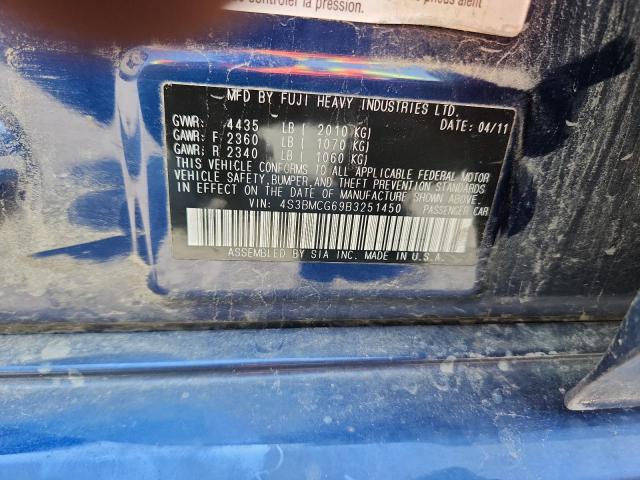 contrôler la pression.
MFD BY FUJI HEAVY INDUSTRIES LTD.
GVWR: 4435 LB ( 2010 KG) DATE: 04/11
GAWR: F 2360 LB ( 1070 KG)
GAWR: R 2340 LB ( 1060 KG)
THIS VEHICLE CONFORMS TO ALL APPLICABLE FEDERAL MOTOR
VEHICLE SAFETY, BUMPER, AND THEFT PREVENTION STANDARDS
IN EFFECT ON THE DATE OF MANUFACTURE SHOWN ABOVE.
VIN: 4S3BMCG69B3251450 PASSENGER CAR
ASSEMBLED BY SIA INC. MADE IN U.S.A.